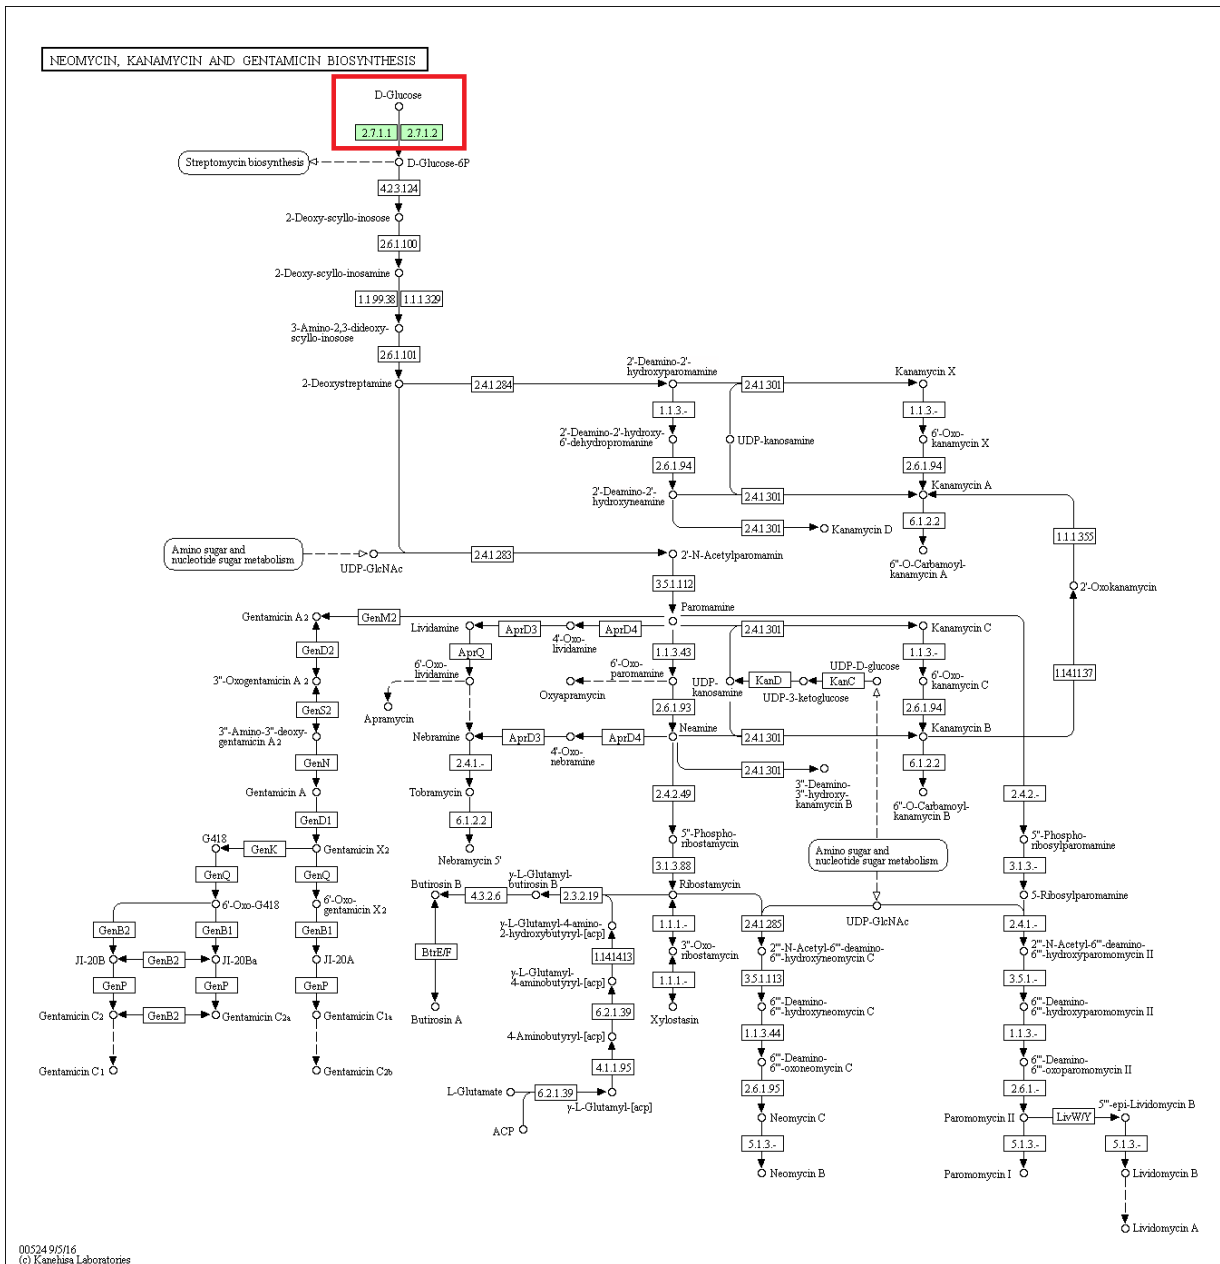 NEOMYCIN, KANAMYCIN AND GENTAMICIN BIOSYNTHESIS
D-Glucose
2.7.1.1
2.7.1.2
Streptomycin biosynthesis
D-Glucose-6P
4.2.3.124
2-Deoxy-scyllo-inosose
2.6.1.100
2-Deoxy-scyllo-inosamine
1.1.99.38
1.1.1.329
3-Amino-2,3-dideoxy-
scyllo-inosose
2.6.1.101
2-Deoxystreptamine
2.4.1.284
2'-Deamino-2'-
hydroxyparomamine
2.4.1.301
Kanamycin X
1.1.3.-
1.1.3.-
2'-Deamino-2'-hydroxy-
6'-dehydropromanine
UDP-kanosamine
6'-Oxo-
kanamycin X
2.6.1.94
2.6.1.94
2'-Deamino-2'-
hydroxyneamine
2.4.1.301
Kanamycin A
2.4.1.301
Kanamycin D
6.1.2.2
1.1.1.355
Amino sugar and
nucleotide sugar metabolism
UDP-GlcNAc
2.4.1.283
2'-N-Acetylparomamin
6''-O-Carbamoyl-
kanamycin A
3.5.1.112
2'-Oxokanamycin
Paromamine
Gentamicin A2
GenM2
Lividamine
AprD3
4'-Oxo-
lividamine
AprD4
2.4.1.301
Kanamycin C
GenD2
AprQ
1.1.3.43
1.1.3.-
6'-Oxo-
lividamine
6'-Oxo-
paromamine
UDP-D-glucose
3''-Oxogentamicin A2
Oxyapramycin
UDP-
kanosamine
KanD
UDP-3-ketoglucose
KanC
6'-Oxo-
kanamycin C
1.14.11.37
GenS2
Apramycin
2.6.1.93
2.6.1.94
3''-Amino-3''-deoxy-
gentamicin A2
Nebramine
AprD3
4'-Oxo-
nebramine
AprD4
Neamine
2.4.1.301
Kanamycin B
GenN
2.4.1.-
2.4.1.301
3''-Deamino-
3''-hydroxy-
kanamycin B
6.1.2.2
Gentamicin A
Tobramycin
2.4.2.49
6''-O-Carbamoyl-
kanamycin B
2.4.2.-
GenD1
6.1.2.2
G418
GenK
Gentamicin X2
Nebramycin 5'
5''-Phospho-
ribostamycin
5''-Phospho-
ribosylparomamine
Amino sugar and
nucleotide sugar metabolism
GenQ
GenQ
3.1.3.88
3.1.3.-
Butirosin B
4.3.2.6
γ-L-Glutamyl-
butirosin B
2.3.2.19
Ribostamycin
5-Ribosylparomamine
6'-Oxo-G418
6'-Oxo-
gentamicin X2
UDP-GlcNAc
GenB2
GenB1
GenB1
γ-L-Glutamyl-4-amino-
2-hydroxybutyryl-[acp]
1.1.1.-
2.4.1.285
2.4.1.-
BtrE/F
1.14.14.13
3''-Oxo-
ribostamycin
2'''-N-Acetyl-6'''-deamino-
6'''-hydroxyneomycin C
2'''-N-Acetyl-6'''-deamino-
6'''-hydroxyparomomycin II
JI-20B
GenB2
JI-20Ba
JI-20A
γ-L-Glutamyl-
4-aminobutyryl-[acp]
GenP
GenP
GenP
1.1.1.-
3.5.1.113
3.5.1.-
Butirosin A
6.2.1.39
Xylostasin
6'''-Deamino-
6'''-hydroxyneomycin C
6'''-Deamino-
6'''-hydroxyparomomycin II
Gentamicin C2
GenB2
Gentamicin C2a
Gentamicin C1a
4-Aminobutyryl-[acp]
1.1.3.44
1.1.3.-
4.1.1.95
6'''-Deamino-
6'''-oxoneomycin C
6'''-Deamino-
6'''-oxoparomomycin II
Gentamicin C1
Gentamicin C2b
L-Glutamate
6.2.1.39
γ-L-Glutamyl-[acp]
2.6.1.95
2.6.1.-
ACP
Neomycin C
Paromomycin II
LivW/Y
5'''-epi-Lividomycin B
5.1.3.-
5.1.3.-
5.1.3.-
Neomycin B
Paromomycin I
Lividomycin B
Lividomycin A
00524 9/5/16
(c) Kanehisa Laboratories